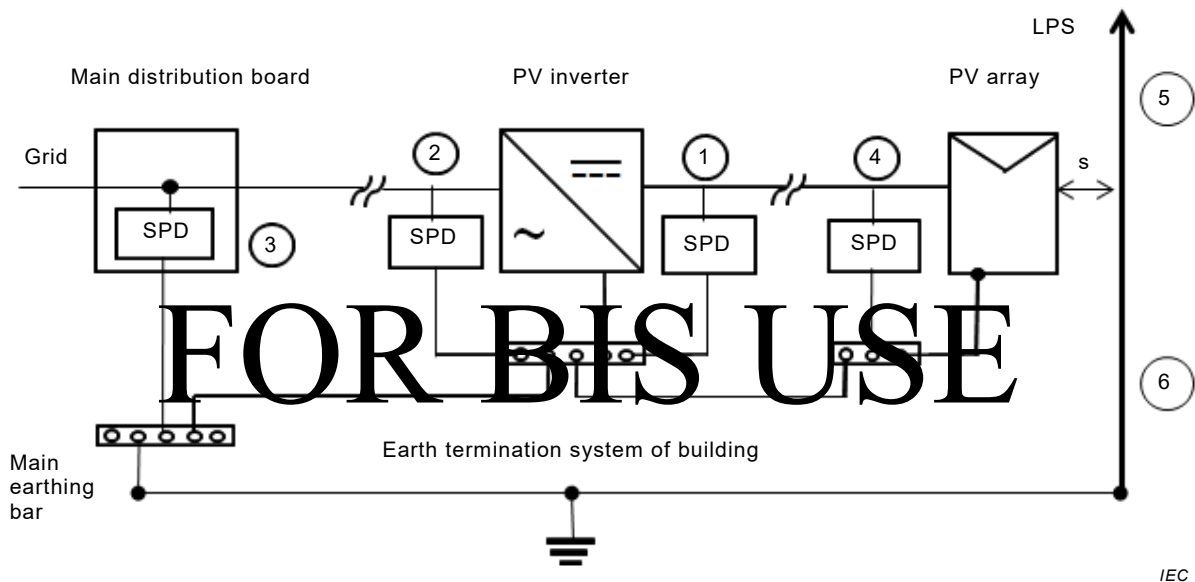 LPS
Main distribution board
PV inverter
PV array
5
Grid
2
1
4
s
~
SPD
3
SPD
SPD
SPD
FOR BIS USE
6
Earth termination system of building
Main
earthing
bar
IEC